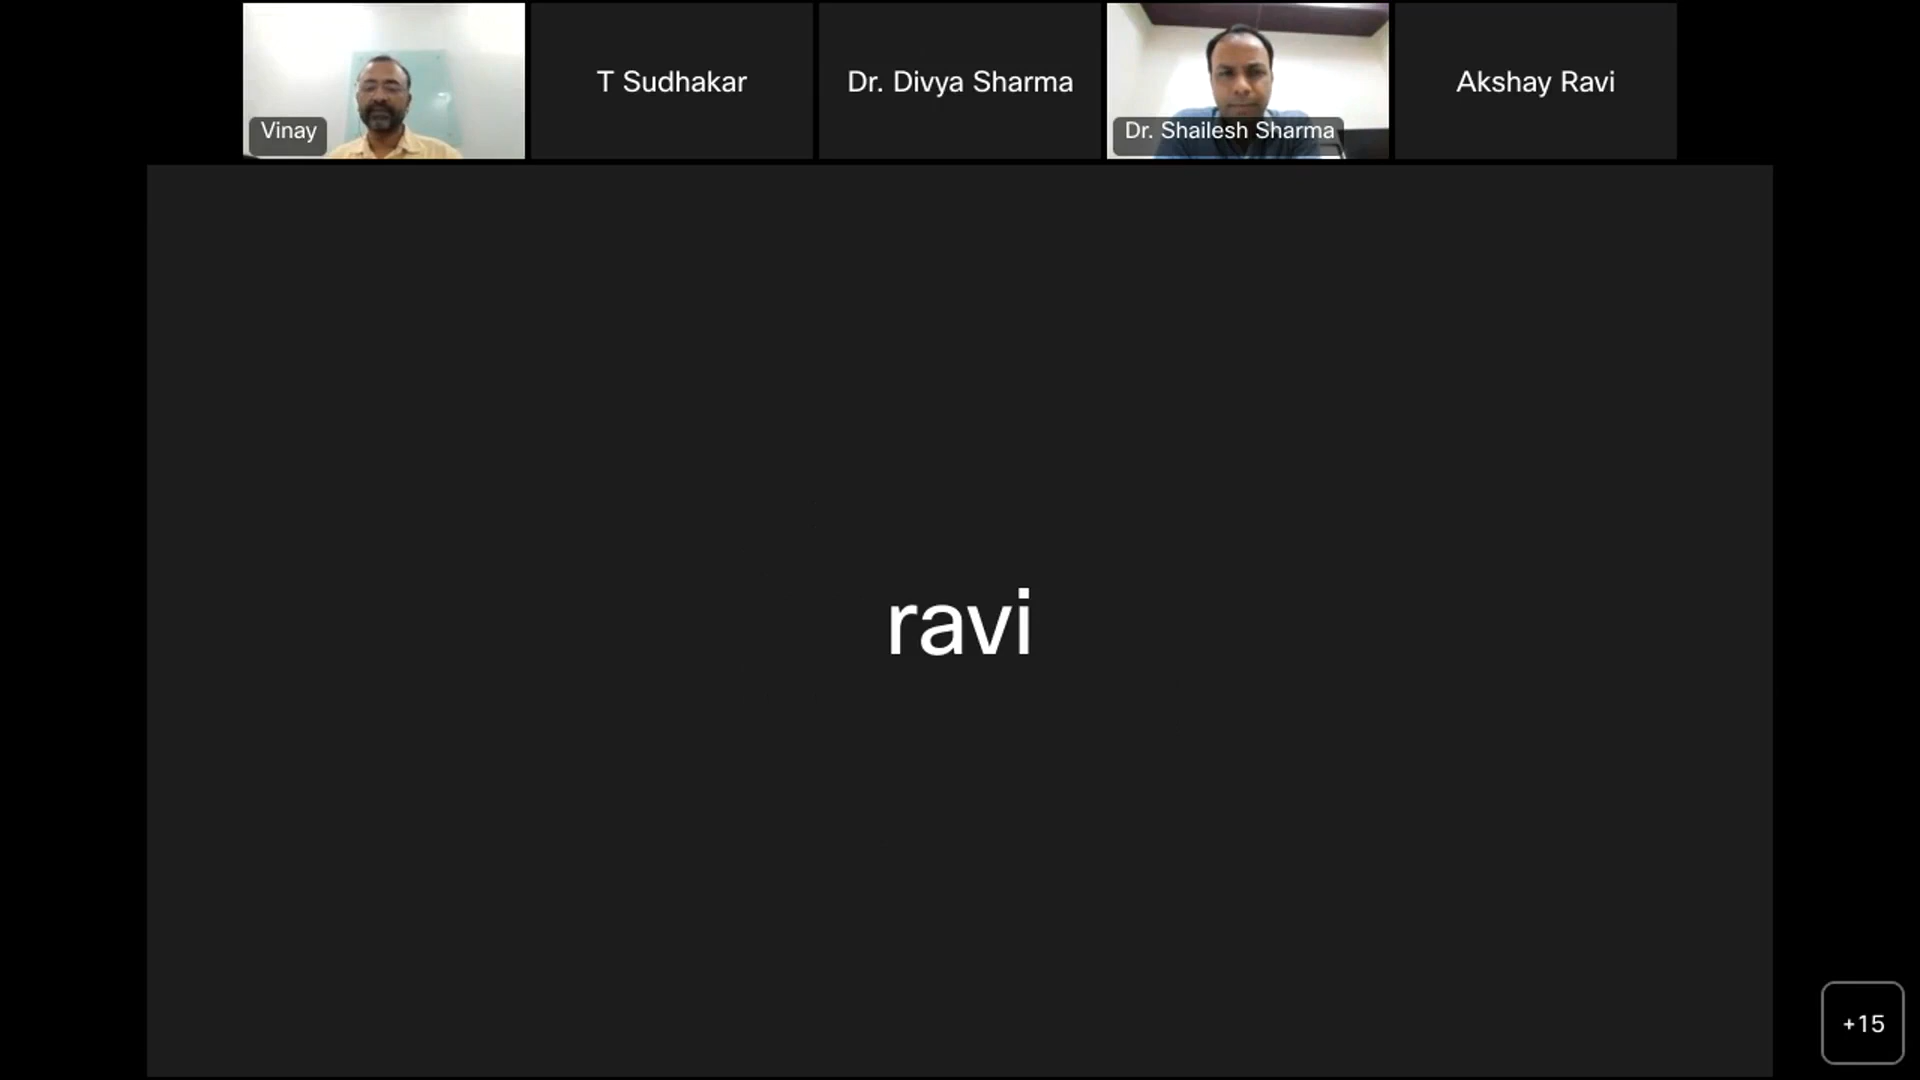 Vinay
T Sudhakar
Dr. Divya Sharma
Dr. Shailesh Sharma
Akshay Ravi
ravi
+15